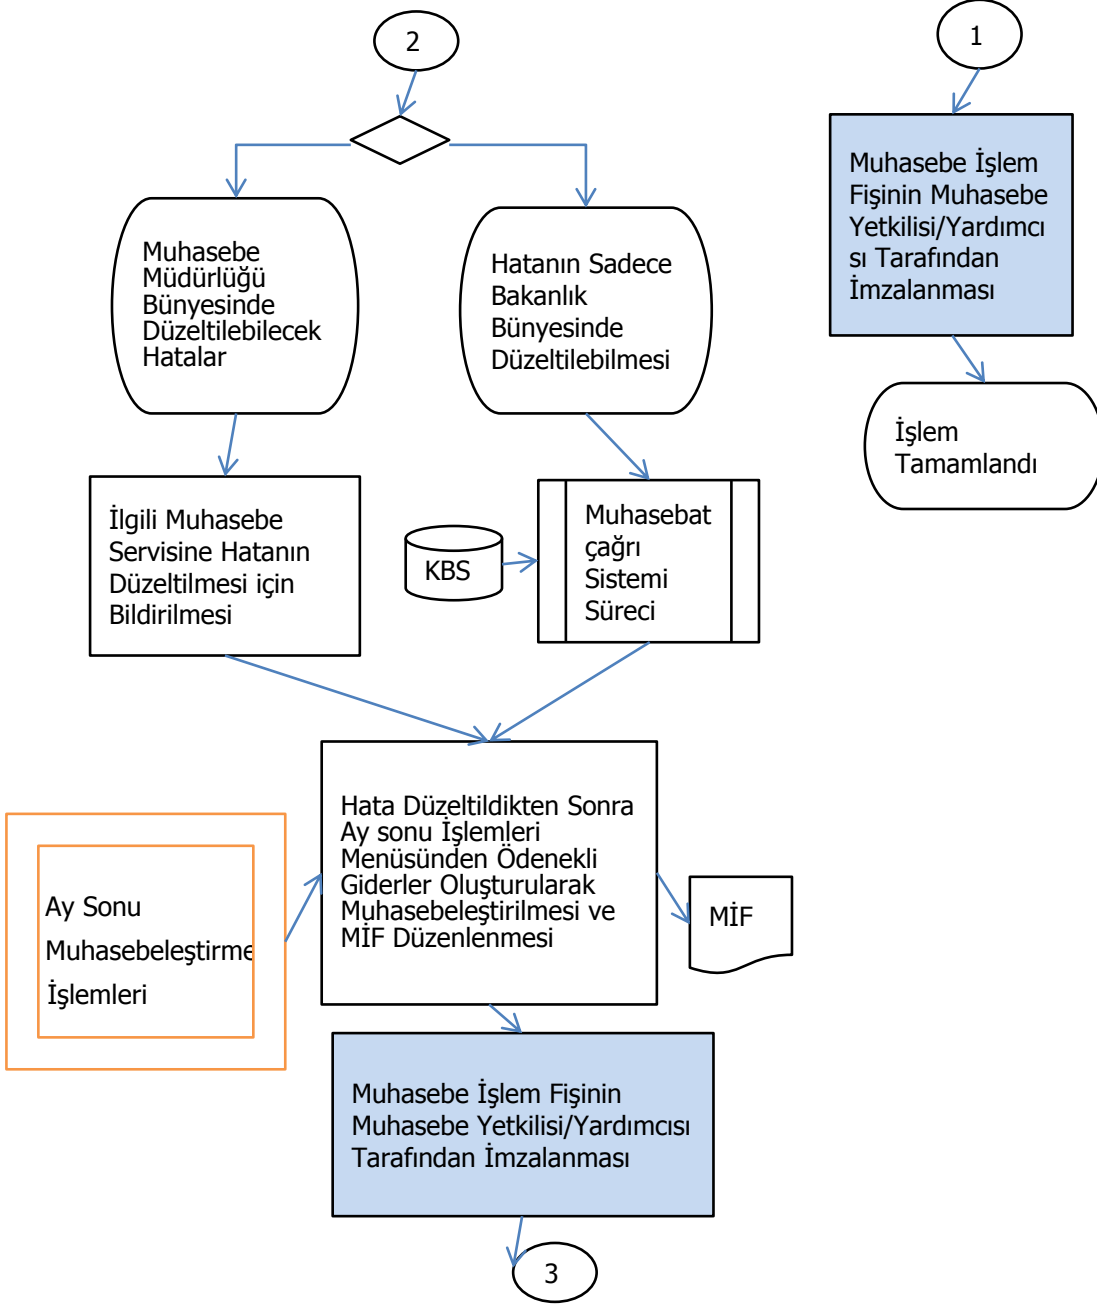 2
Muhasebe
Müdürlüğü
Bünyesinde
Düzeltilebilecek
Hatalar
Hatanın Sadece
Bakanlık
Bünyesinde
Düzeltilebilmesi
İlgili Muhasebe
Servisine Hatanın
Düzeltilmesi için
Bildirilmesi
KBS
Muhasebat
çağrı
Sistemi
Süreci
Ay Sonu
Muhasebeleştirme
İşlemleri
Hata Düzeltildikten Sonra
Ay sonu İşlemleri
Menüsünden Ödenekli
Giderler Oluşturularak
Muhasebeleştirilmesi ve
MİF Düzenlenmesi
MİF
Muhasebe İşlem Fişinin
Muhasebe Yetkilisi/Yardımcısı
Tarafından İmzalanması
3
1
Muhasebe İşlem
Fişinin Muhasebe
Yetkilisi/Yardımcı
sı Tarafından
İmzalanması
İşlem
Tamamlandı